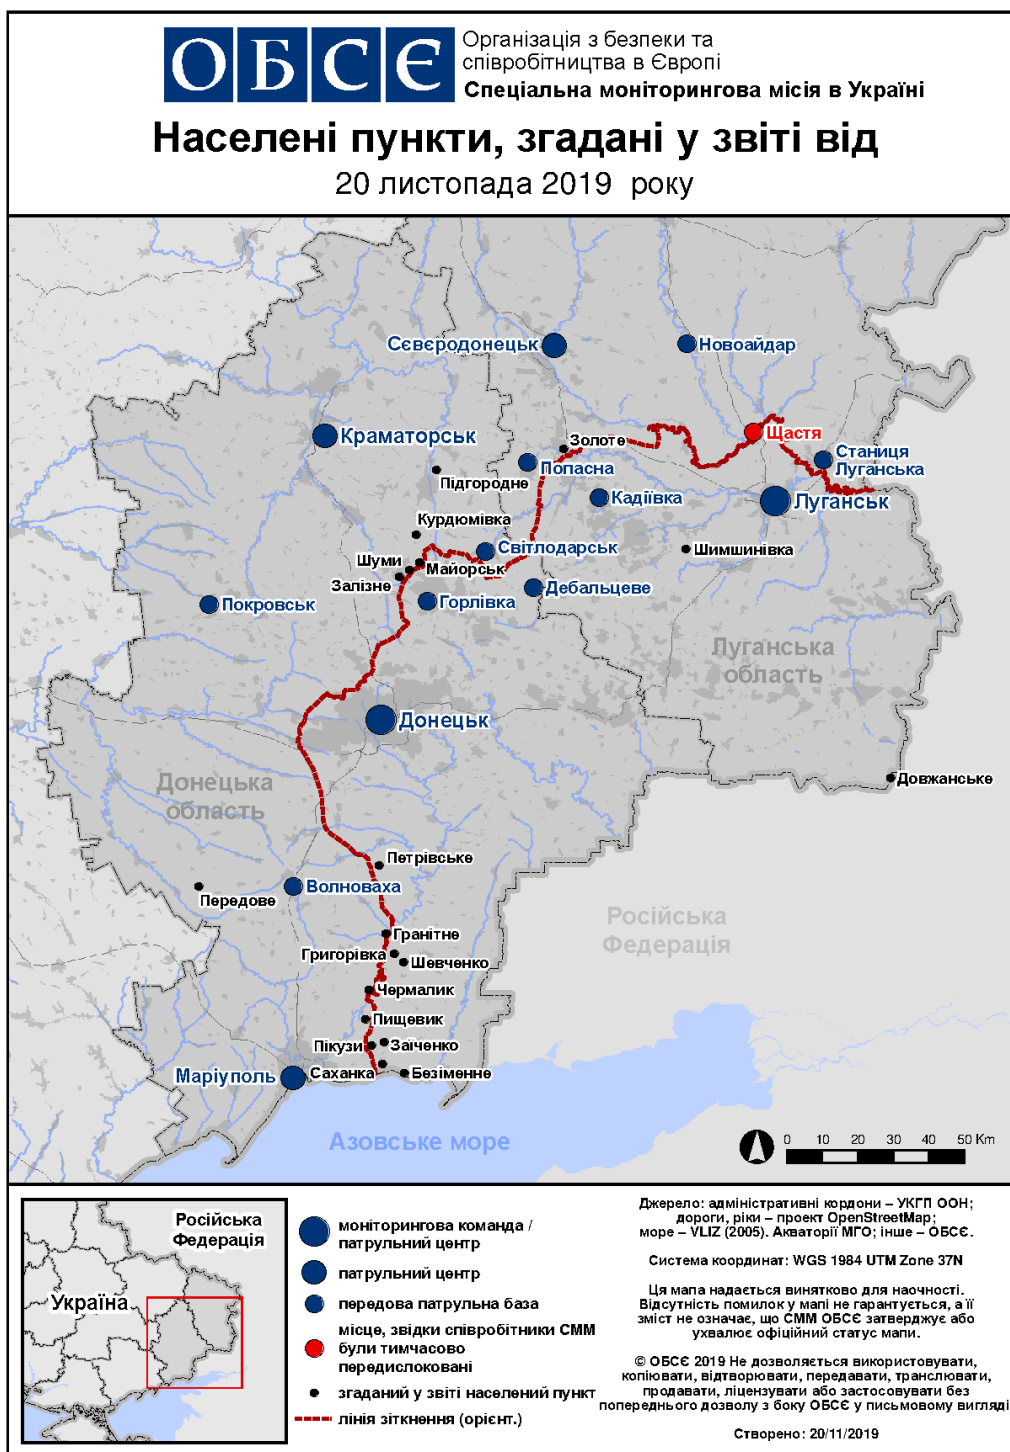 ОБСЄ
Організація з безпеки та
співробітництва в Європі
Спеціальна моніторингова місія в Україні
Населені пункти, згадані у звіті від
20 листопада 2019 року
Сєвєродонецьк
Новоайдар
Краматорськ
Золоте
Щастя
Попасна
Станиця
Луганська
Підгородне
Кадіївка
Луганськ
Курдюмівка
Світлодарськ
Шимшинівка
Шуми
Майорськ
Залізне
Дебальцеве
Покровськ
Горлівка
Луганська
область
Донецьк
Донецька
область
Довжанське
Петрівське
Волноваха
Передове
Російська
Федерація
Гранітне
Григорівка
Шевченко
Чермалик
Пищевик
Пікузи
Заїченко
Маріуполь
Саханка
Безіменне
Азовське море
0 10 20 30 40 50 Km
Російська
Федерація
Україна
моніторингова команда /
патрульний центр
патрульний центр
передова патрульна база
місце, звідки співробітники СММ
були тимчасово
передислоковані
згаданий у звіті населений пункт
лінія зіткнення (орієнт.)
Джерело: адміністративні кордони – УКГП ООН;
дороги, ріки – проект OpenStreetMap;
море – VLIZ (2005). Акваторії МГО; інше – ОБСЄ.
Система координат: WGS 1984 UTM Zone 37N
Ця мапа надається винятково для наочності.
Відсутність помилок у мапі не гарантується, а її
зміст не означає, що СММ ОБСЄ затверджує або
ухвалює офіційний статус мапи.
© ОБСЄ 2019 Не дозволяється використовувати,
копіювати, відтворювати, передавати, транслювати,
продавати, ліцензувати або застосовувати без
попереднього дозволу з боку ОБСЄ у письмовому вигляді
Створено: 20/11/2019